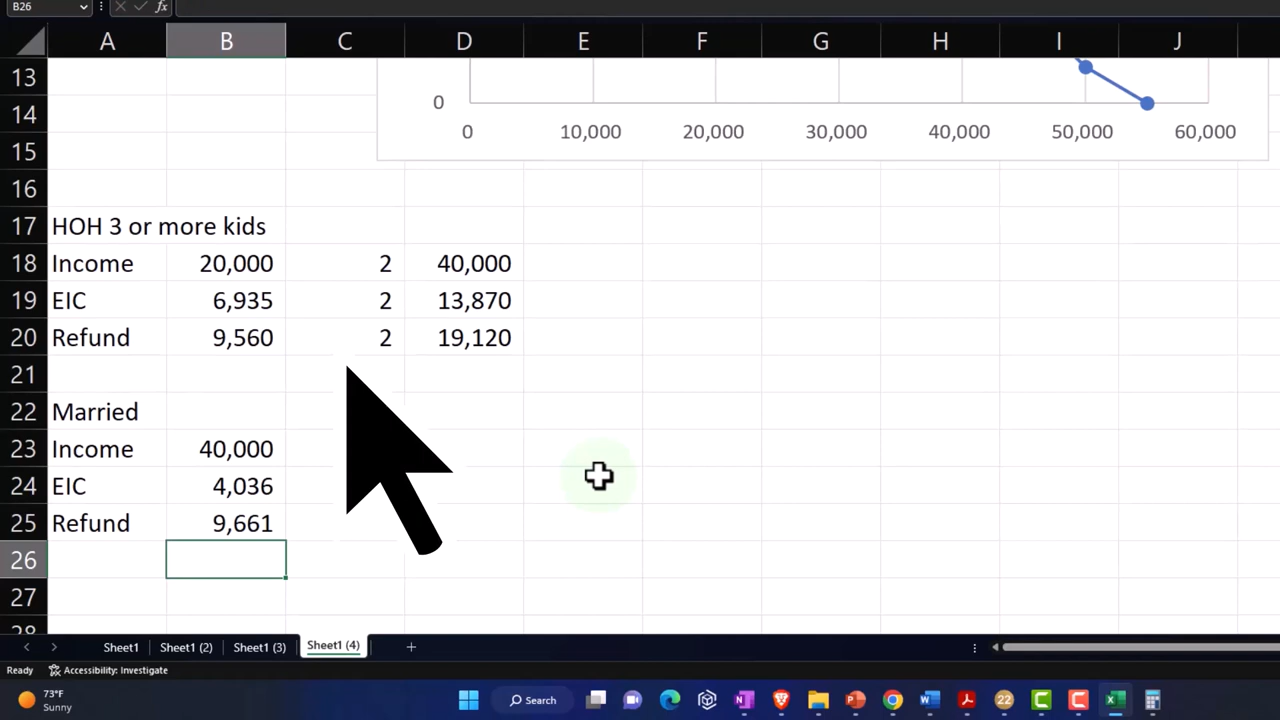 B26
fx
A B C D E F G H I J
13
14 0
15 0 10,000 20,000 30,000 40,000 50,000 60,000
16
17 HOH 3 or more kids
18 Income 20,000 2 40,000
19 EIC 6,935 2 13,870
20 Refund 9,560 2 19,120
21
22 Married
23 Income 40,000
24 EIC 4,036
25 Refund 9,661
26
27
28
Sheet1 Sheet1 (2) Sheet1 (3) Sheet1 (4)
Ready Accessibility: Investigate
73°F
Sunny
Search
22